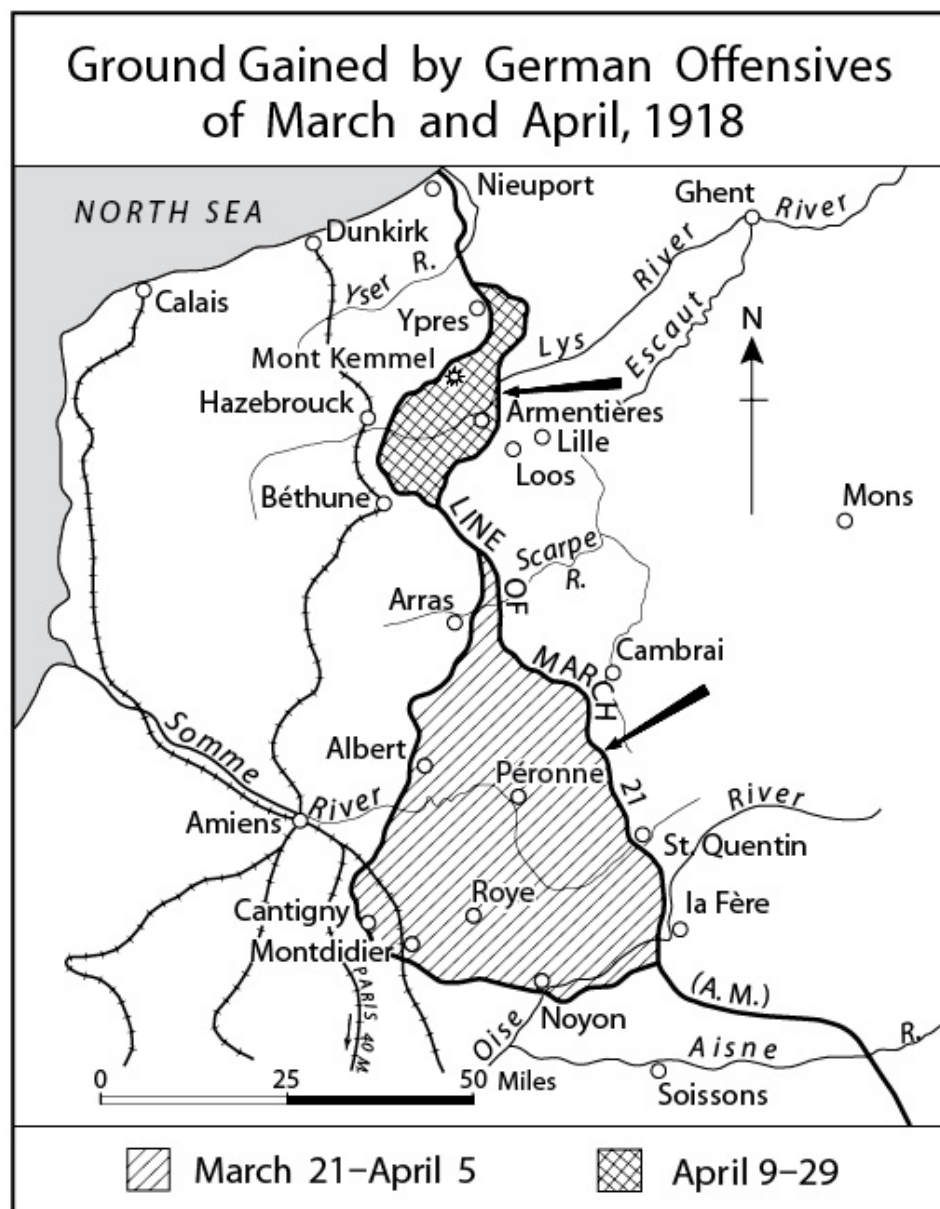 Ground Gained by German Offensives
of March and April, 1918
NORTH SEA
Nieuport
Ghent
River
Dunkirk
Calais
Yser R.
River
Ypres
Lys
Escaut
N
Mont Kemmel
Hazebrouck
Armentières
Lille
Loos
Béthune
Mons
LINE OF MARCH 21 (A.M.)
Scarpe
R.
Arras
Cambrai
Somme
Albert
Péronne
River
River
Amiens
St. Quentin
Roye
la Fère
Cantigny
Montdidier
PARIS 40 M.
Oise
Noyon
Aisne R.
Soissons
0 25 50 Miles
March 21–April 5
April 9–29